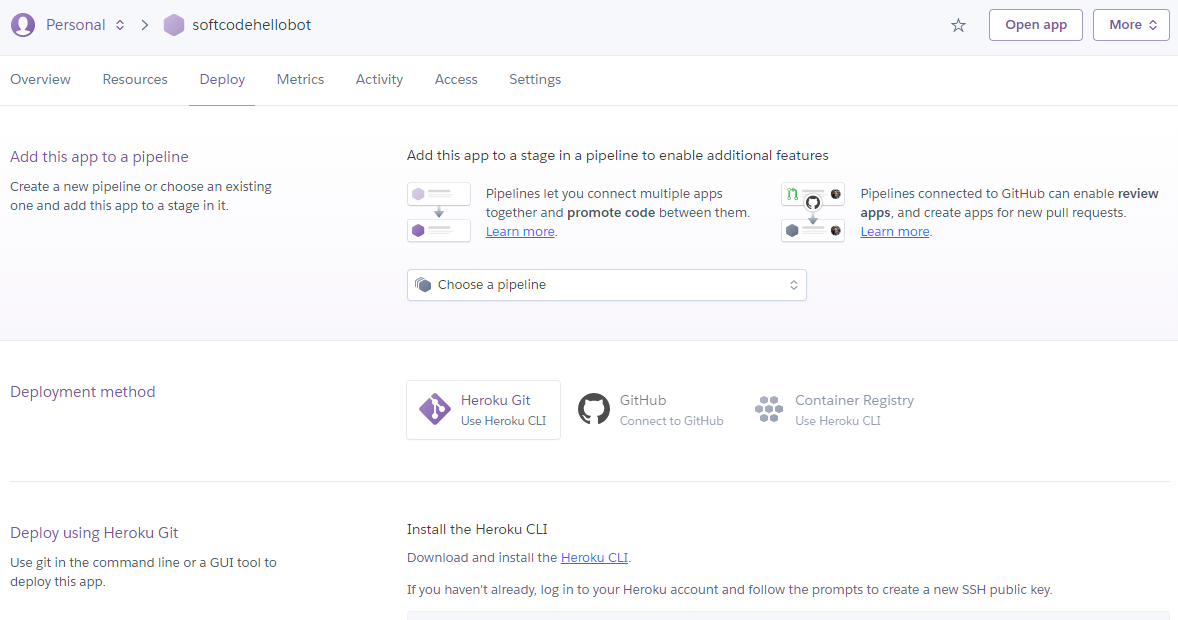 Personal
softcodehellobot
Open app
More
Overview
Resources
Deploy
Metrics
Activity
Access
Settings
Add this app to a pipeline
Create a new pipeline or choose an existing
one and add this app to a stage in it.
Add this app to a stage in a pipeline to enable additional features
Pipelines let you connect multiple apps
together and promote code between them.
Learn more.
Pipelines connected to GitHub can enable review
apps, and create apps for new pull requests.
Learn more.
Choose a pipeline
Deployment method
Heroku Git
Use Heroku CLI
GitHub
Connect to GitHub
Container Registry
Use Heroku CLI
Deploy using Heroku Git
Use git in the command line or a GUI tool to
deploy this app.
Install the Heroku CLI
Download and install the Heroku CLI.
If you haven't already, log in to your Heroku account and follow the prompts to create a new SSH public key.